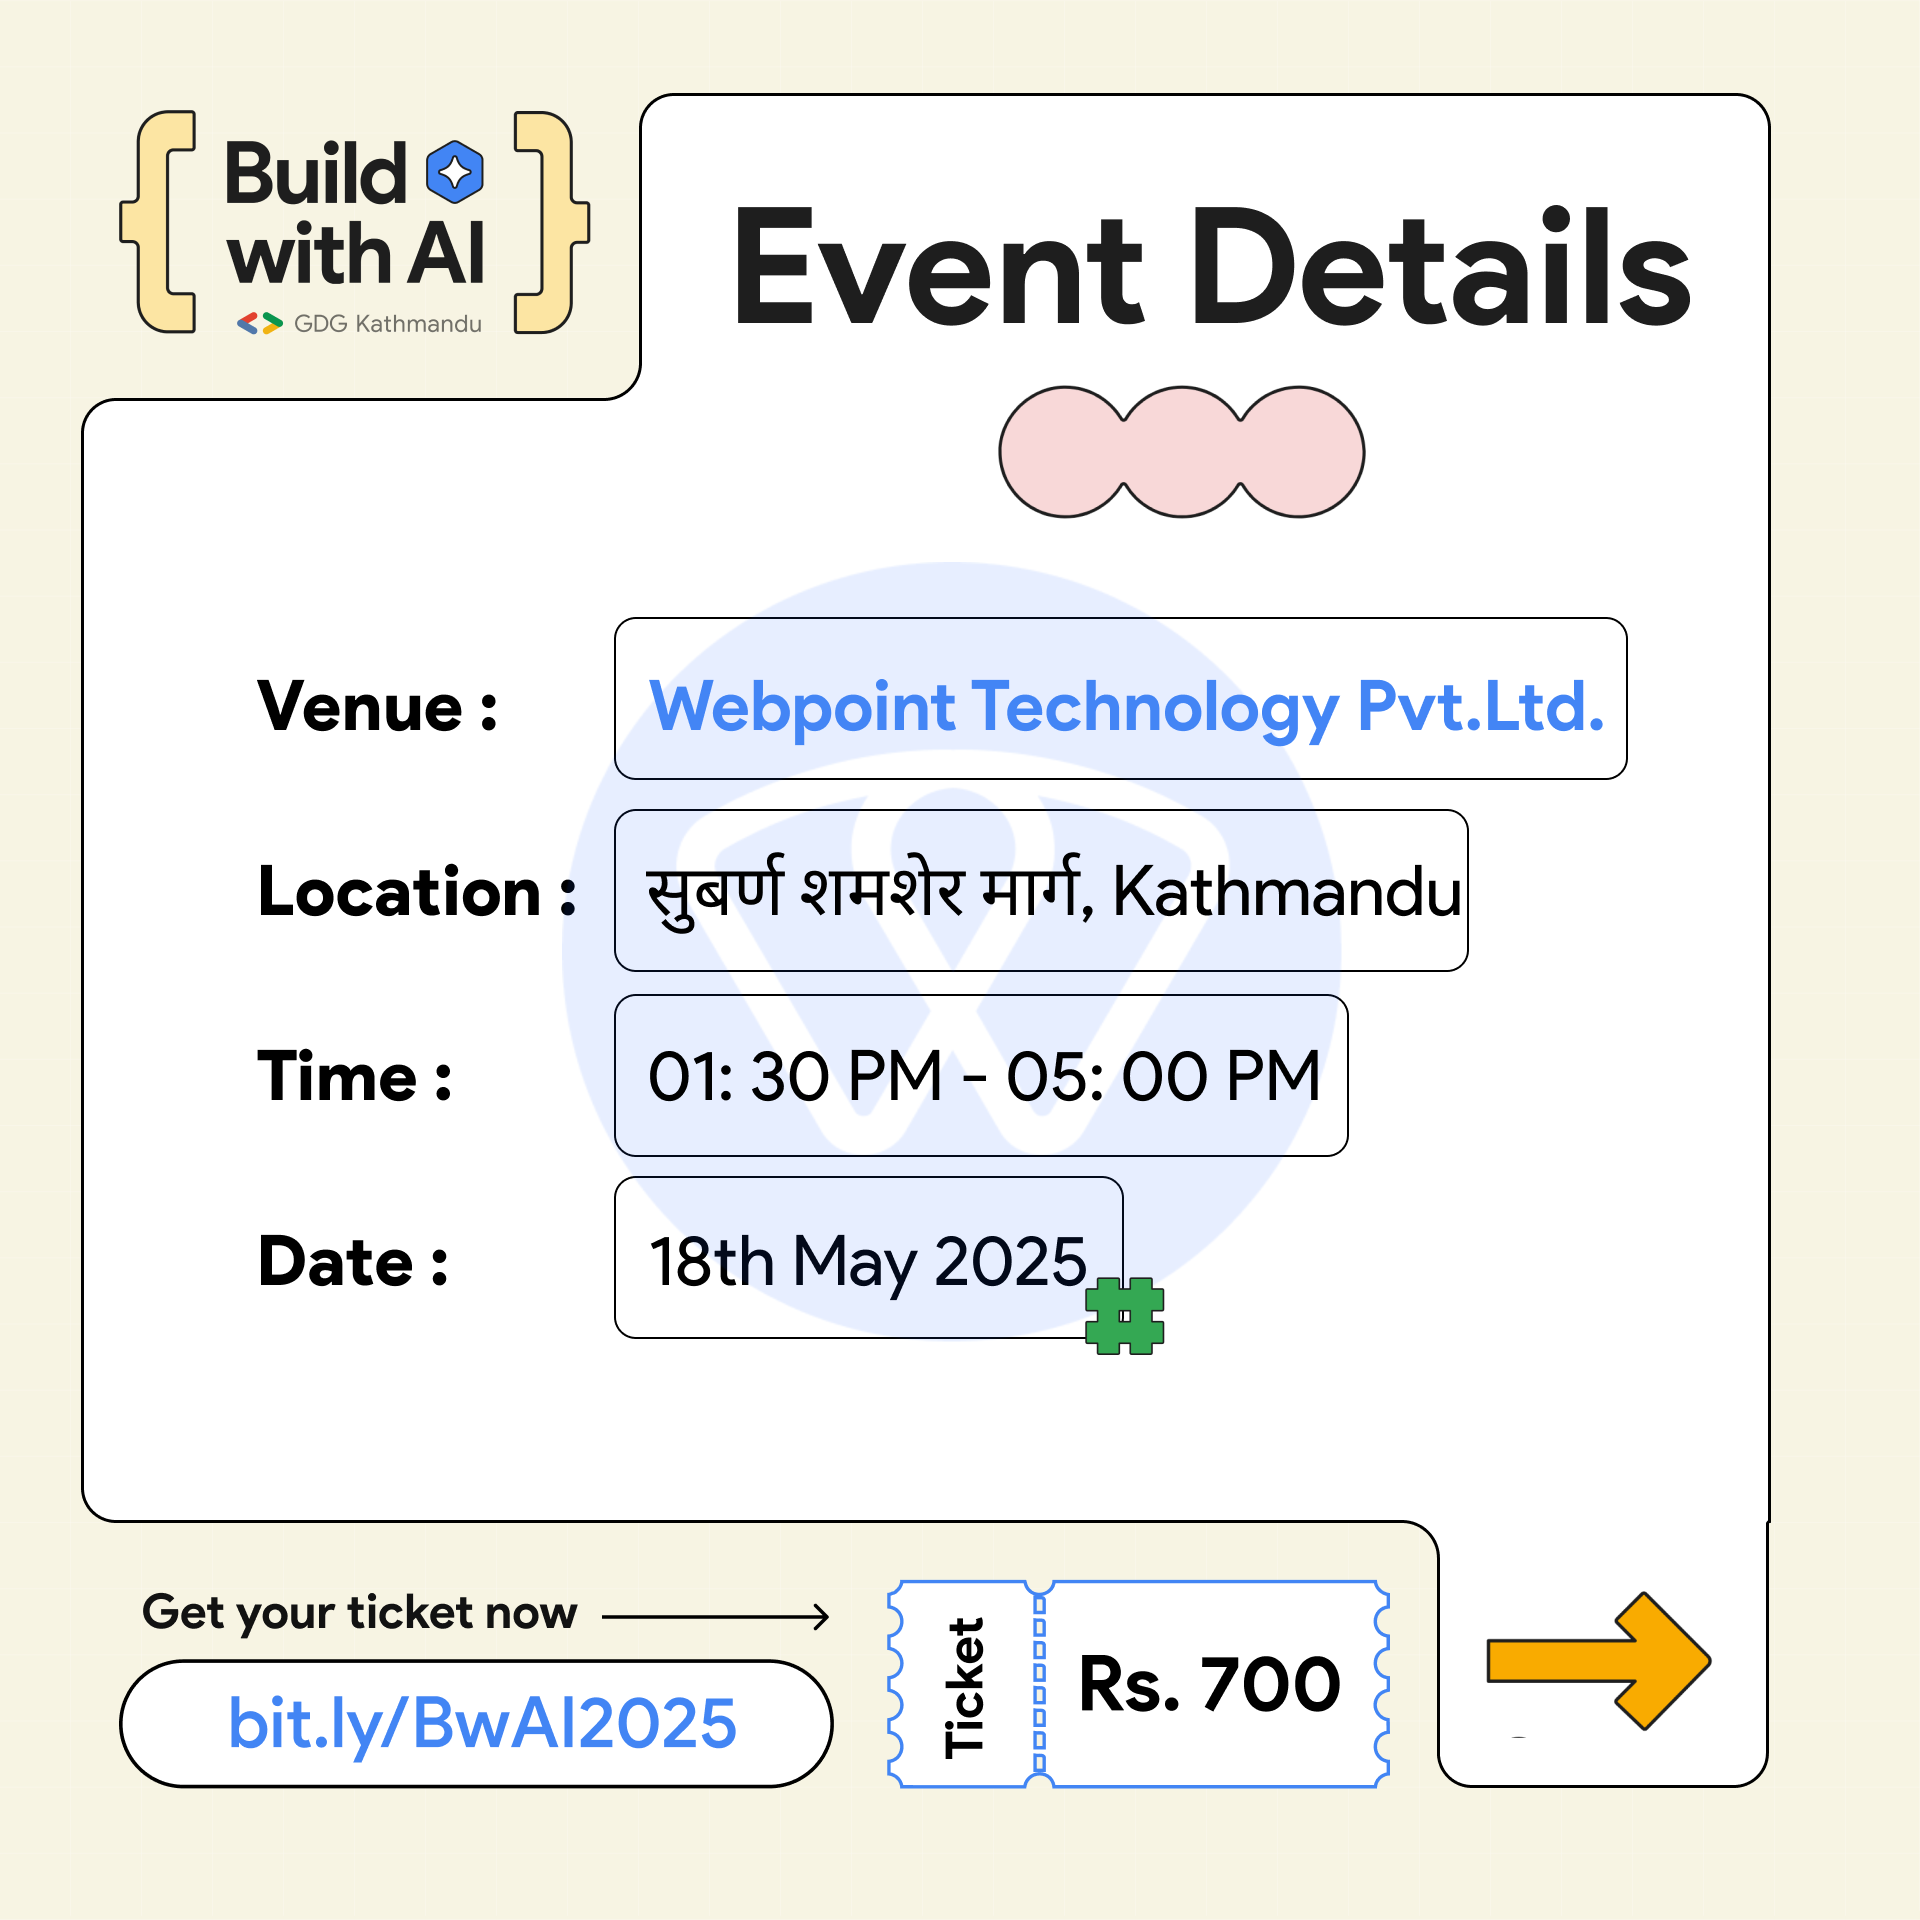 Build
with AI
GDG Kathmandu
Event Details
Venue : Webpoint Technology Pvt.Ltd.
Location : सुबर्ण शमशेर मार्ग, Kathmandu
Time : 01: 30 PM - 05: 00 PM
Date : 18th May 2025
Get your ticket now
bit.ly/BwAI2025
Ticket
Rs. 700